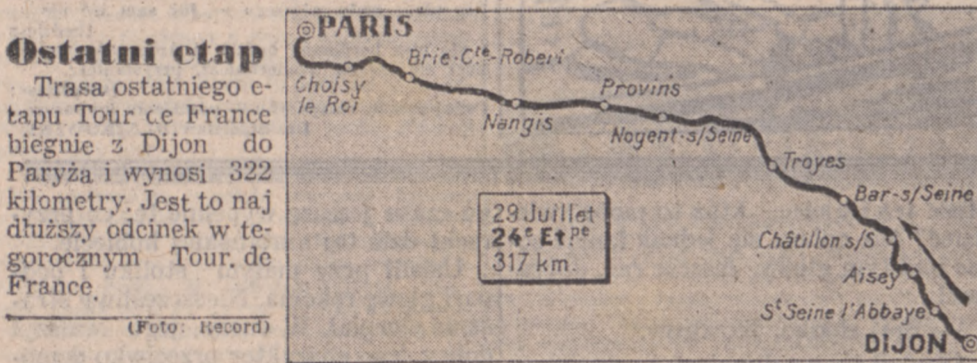 Ostatni etap
Trasa ostatniego e-
tapu Tour ce France
biegnie z Dijon do
Paryża i wynosi 322
kilometry. Jest to naj
dłuższy odcinek w te-
gorocznym Tour. de
France
(Foto: Record)
PARIS
Brie-Cte-Robert
Choisy
le Roi
Provins
Nangis
Nogent-s/Seine
Troyes
Bar-s/Seine
29 Juillet
24e Etpe
317 km.
Châtillon s/S
Aisey
St Seine l'Abbaye
DIJON